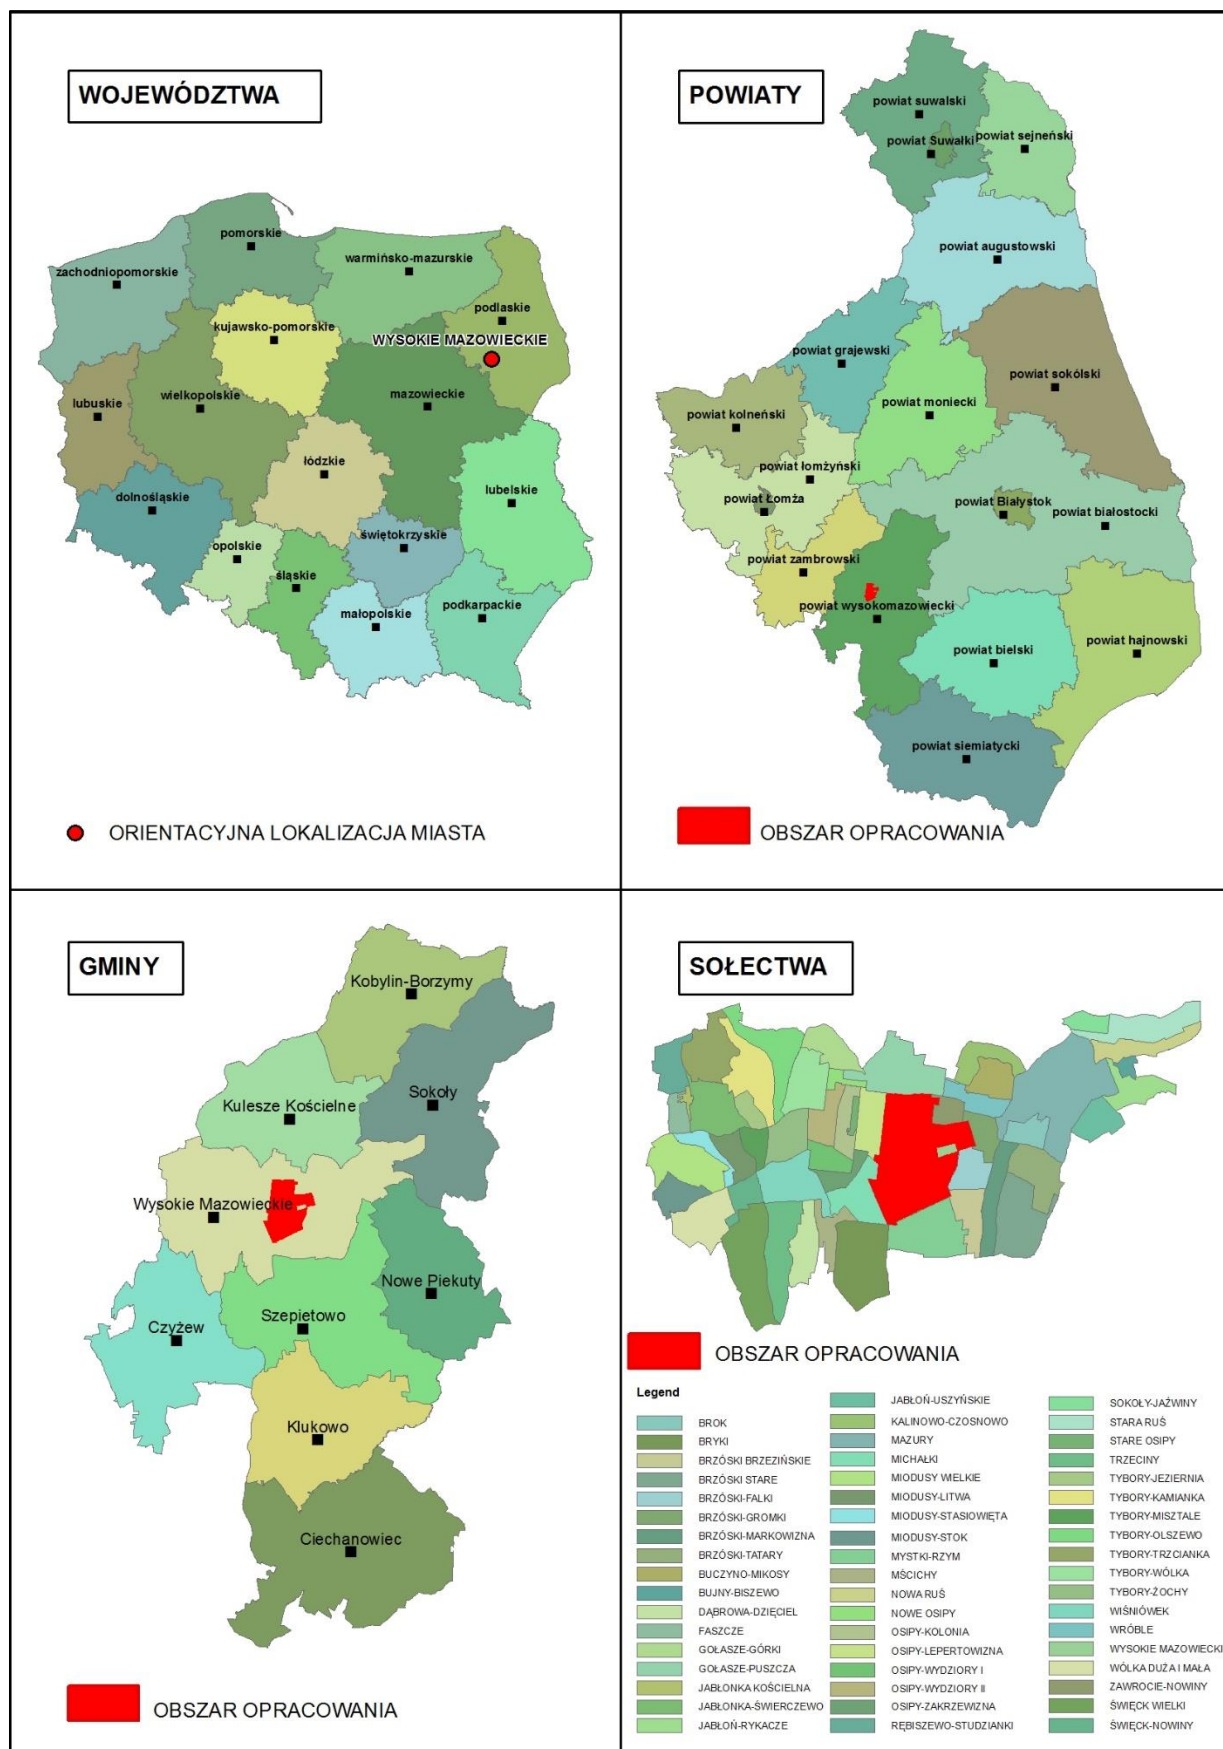 WOJEWÓDZTWA
pomorskie
zachodniopomorskie
warmińsko-mazurskie
podlaskie
kujawsko-pomorskie
WYSOKIE MAZOWIECKIE
lubuskie
wielkopolskie
mazowieckie
łódzkie
dolnośląskie
lubelskie
opolskie
świętokrzyskie
śląskie
małopolskie
podkarpackie
ORIENTACYJNA LOKALIZACJA MIASTA
POWIATY
powiat suwalski
powiat Suwałki
powiat sejneński
powiat augustowski
powiat grajewski
powiat sokólski
powiat kolneński
powiat moniecki
powiat łomżyński
powiat Łomża
powiat Białystok
powiat białostocki
powiat zambrowski
powiat wysokomazowiecki
powiat hajnowski
powiat bielski
powiat siemiatycki
OBSZAR OPRACOWANIA
GMINY
Kobylin-Borzymy
Sokoły
Kulesze Kościelne
Wysokie Mazowieckie
Nowe Piekuty
Szepietowo
Czyżew
Klukowo
Ciechanowiec
OBSZAR OPRACOWANIA
SOŁECTWA
OBSZAR OPRACOWANIA
Legend
BROK
BRYKI
BRZÓSKI BRZEZIŃSKIE
BRZÓSKI STARE
BRZÓSKI-FALKI
BRZÓSKI-GROMKI
BRZÓSKI-MARKOWIZNA
BRZÓSKI-TATARY
BUCZYNO-MIKOSY
BUJNY-BISZEWO
DĄBROWA-DZIĘCIEL
FASZCZE
GOŁASZE-GÓRKI
GOŁASZE-PUSZCZA
JABŁONKA KOŚCIELNA
JABŁONKA-ŚWIERCZEWO
JABŁOŃ-RYKACZE
JABŁOŃ-USZYŃSKIE
KALINOWO-CZOSNOWO
MAZURY
MICHAŁKI
MIODUSY WIELKIE
MIODUSY-LITWA
MIODUSY-STASIOWIĘTA
MIODUSY-STOK
MYSTKI-RZYM
MŚCICHY
NOWA RUŚ
NOWE OSIPY
OSIPY-KOLONIA
OSIPY-LEPERTOWIZNA
OSIPY-WYDZIORY I
OSIPY-WYDZIORY II
OSIPY-ZAKRZEWIZNA
RĘBISZEWO-STUDZIANKI
SOKOŁY-JAŹWINY
STARA RUŚ
STARE OSIPY
TRZECINY
TYBORY-JEZIERNIA
TYBORY-KAMIANKA
TYBORY-MISZTALE
TYBORY-OLSZEWO
TYBORY-TRZCIANKA
TYBORY-WÓLKA
TYBORY-ŻOCHY
WIŚNIÓWEK
WRÓBLE
WYSOKIE MAZOWIECKI
WÓLKA DUŻA I MAŁA
ZAWROCIE-NOWINY
ŚWIĘCK WIELKI
ŚWIĘCK-NOWINY